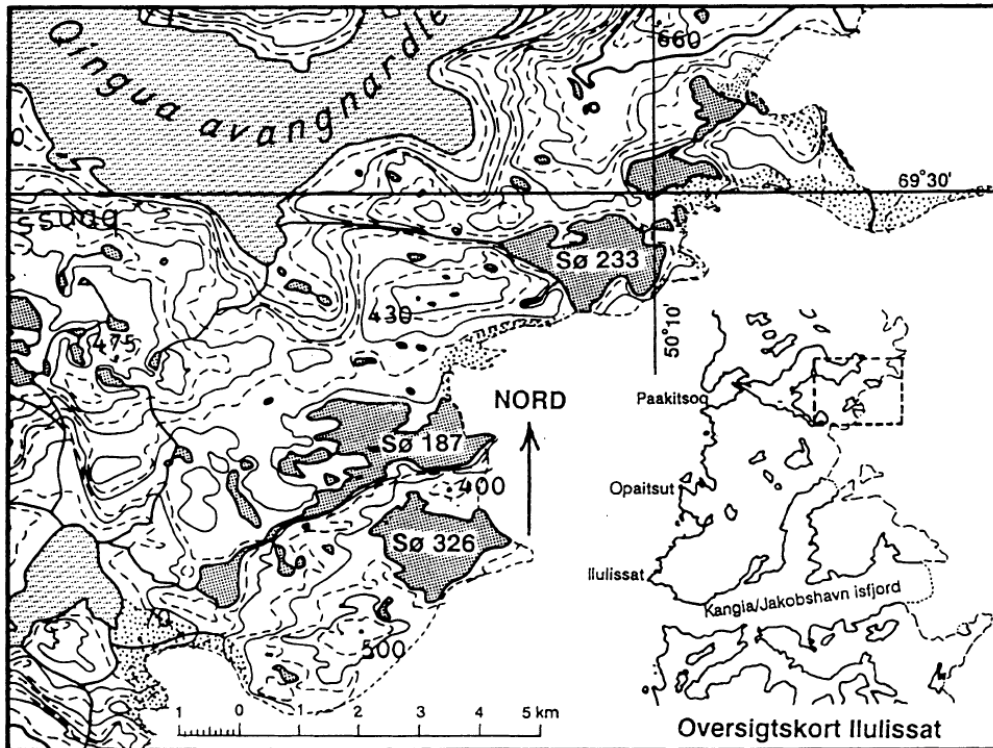 Qingua avangnardle
660
69°30'
Sø 233
50°10'
430
475
NORD
Sø 187
400
Sø 326
70
500
1 0 1 2 3 4 5 km
Paakitsoq
Opaitsut
Ilulissat
Kangia/Jakobshavn isfjord
Oversigtskort Ilulissat